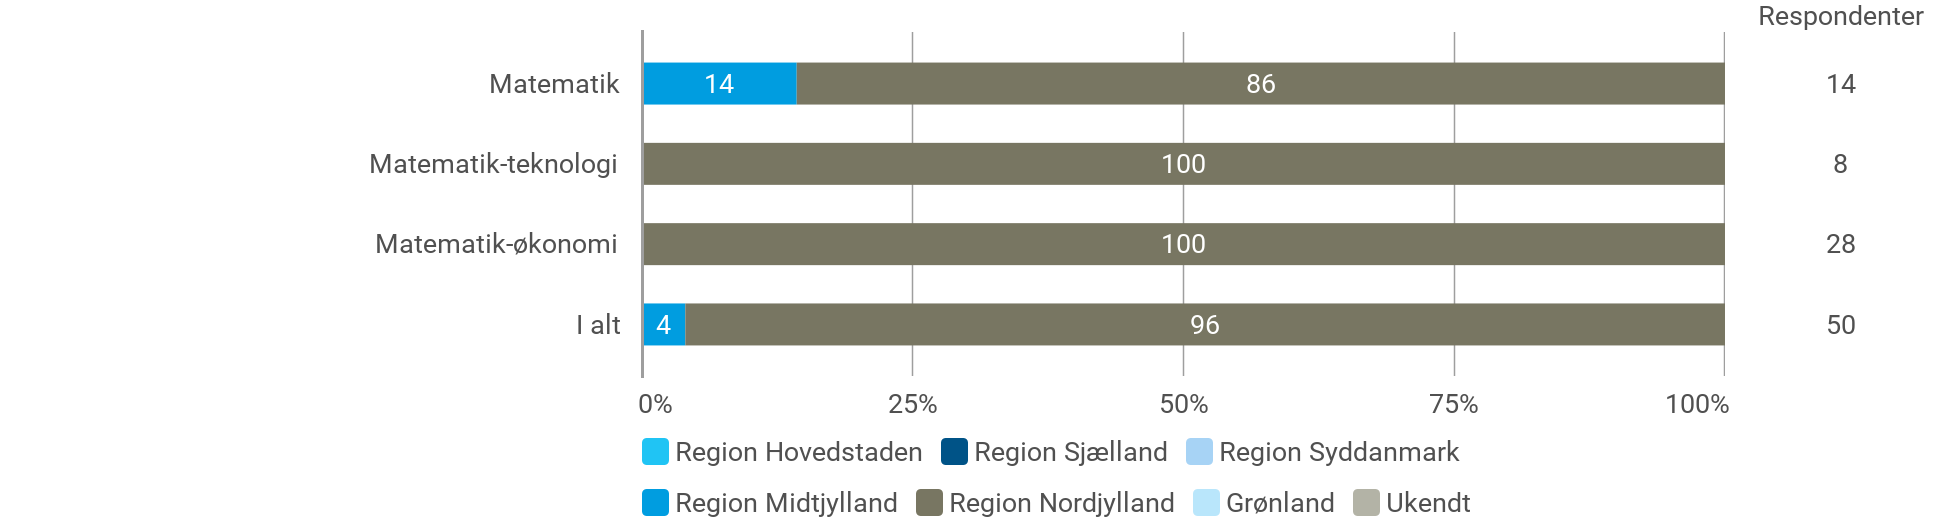 Respondenter
Matematik 14 86 14
Matematik-teknologi 100 8
Matematik-økonomi 100 28
I alt 4 96 50
0% 25% 50% 75% 100%
Region Hovedstaden Region Sjælland Region Syddanmark
Region Midtjylland Region Nordjylland Grønland Ukendt